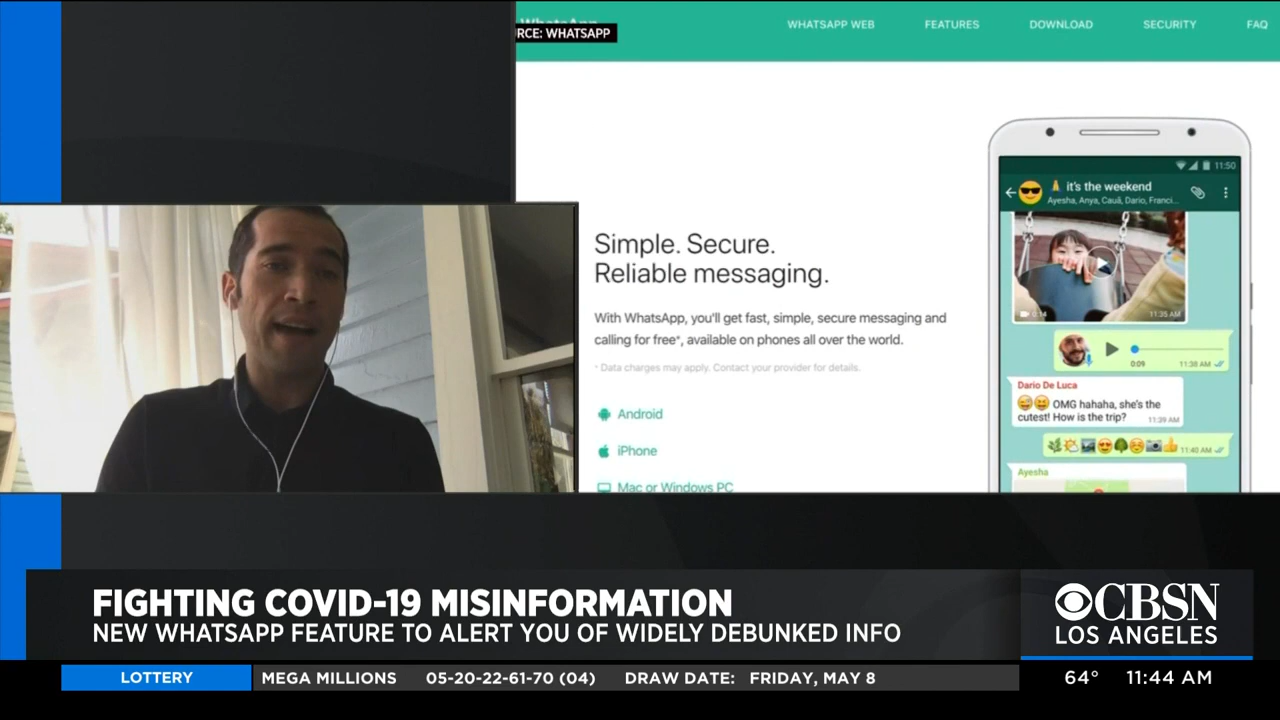 WhatsApp
RCE: WHATSAPP
WHATSAPP WEB
FEATURES
DOWNLOAD
SECURITY
FAQ
11:50
it's the weekend
Ayesha, Anya, Cauã, Dario, Franci...
Simple. Secure.
Reliable messaging.
With WhatsApp, you'll get fast, simple, secure messaging and
calling for free*, available on phones all over the world.
* Data charges may apply. Contact your provider for details.
Android
iPhone
Mac or Windows PC
0:14
11:35 AM
0:09
11:38 AM
Dario De Luca
OMG hahaha, she's the
cutest! How is the trip?
11:39 AM
11:40 AM
Ayesha
FIGHTING COVID-19 MISINFORMATION
NEW WHATSAPP FEATURE TO ALERT YOU OF WIDELY DEBUNKED INFO
CBSN
LOS ANGELES
LOTTERY
MEGA MILLIONS 05-20-22-61-70 (04) DRAW DATE: FRIDAY, MAY 8
64° 11:44 AM